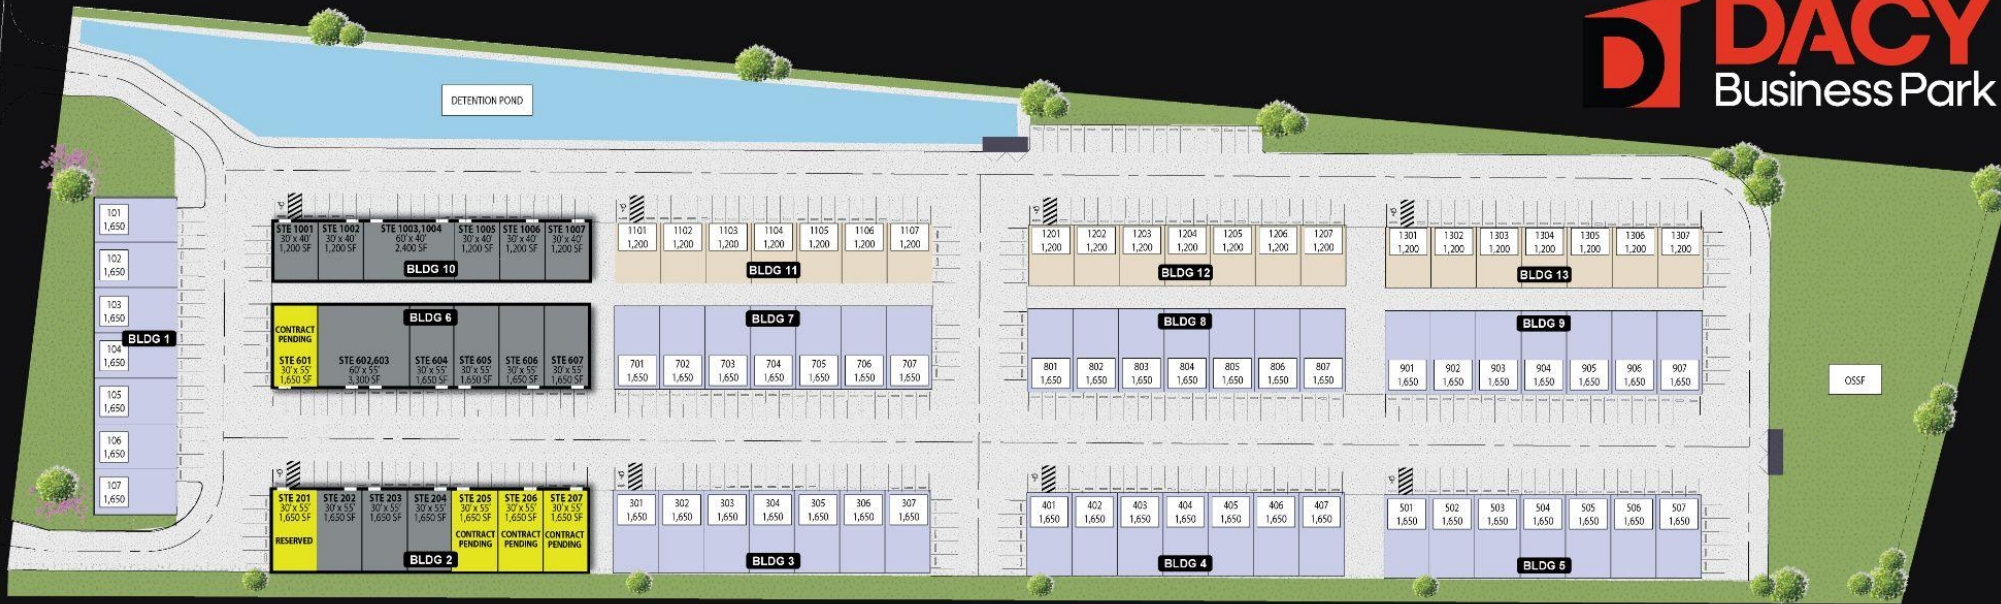 DACY
Business Park
DETENTION POND
101
1,650
102
1,650
103
1,650
104
1,650
105
1,650
106
1,650
107
1,650
BLDG 1
STE 1001
30'x 40'
1,200 SF
STE 1002
30'x 40'
1,200 SF
STE 1003,1004
60'x 40'
2,400 SF
STE 1005
30'x 40'
1,200 SF
STE 1006
30'x 40'
1,200 SF
STE 1007
30'x 40'
1,200 SF
BLDG 10
1101
1,200
1102
1,200
1103
1,200
1104
1,200
1105
1,200
1106
1,200
1107
1,200
BLDG 11
1201
1,200
1202
1,200
1203
1,200
1204
1,200
1205
1,200
1206
1,200
1207
1,200
BLDG 12
1301
1,200
1302
1,200
1303
1,200
1304
1,200
1305
1,200
1306
1,200
1307
1,200
BLDG 13
BLDG 6
CONTRACT
PENDING
STE 601
30'x 55'
1,650 SF
STE 602,603
60'x 55'
3,300 SF
STE 604
30'x 55'
1,650 SF
STE 605
30'x 55'
1,650 SF
STE 606
30'x 55'
1,650 SF
STE 607
30'x 55'
1,650 SF
BLDG 7
701
1,650
702
1,650
703
1,650
704
1,650
705
1,650
706
1,650
707
1,650
BLDG 8
801
1,650
802
1,650
803
1,650
804
1,650
805
1,650
806
1,650
807
1,650
BLDG 9
901
1,650
902
1,650
903
1,650
904
1,650
905
1,650
906
1,650
907
1,650
OSSF
STE 201
30'x 55'
1,650 SF
RESERVED
STE 202
30'x 55'
1,650 SF
STE 203
30'x 55'
1,650 SF
STE 204
30'x 55'
1,650 SF
STE 205
30'x 55'
1,650 SF
CONTRACT
PENDING
STE 206
30'x 55'
1,650 SF
CONTRACT
PENDING
STE 207
30'x 55'
1,650 SF
CONTRACT
PENDING
BLDG 2
301
1,650
302
1,650
303
1,650
304
1,650
305
1,650
306
1,650
307
1,650
BLDG 3
401
1,650
402
1,650
403
1,650
404
1,650
405
1,650
406
1,650
407
1,650
BLDG 4
501
1,650
502
1,650
503
1,650
504
1,650
505
1,650
506
1,650
507
1,650
BLDG 5